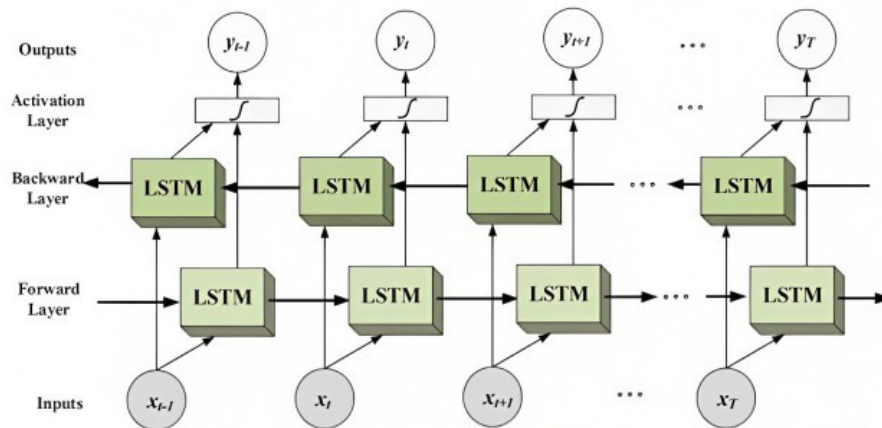 Outputs y_{t-1} y_t y_{t+1} ... y_T
Activation
Layer ∫ ∫ ∫ ... ∫
Backward
Layer LSTM LSTM LSTM ... LSTM
Forward
Layer LSTM LSTM LSTM ... LSTM
Inputs x_{t-1} x_t x_{t+1} ... x_T